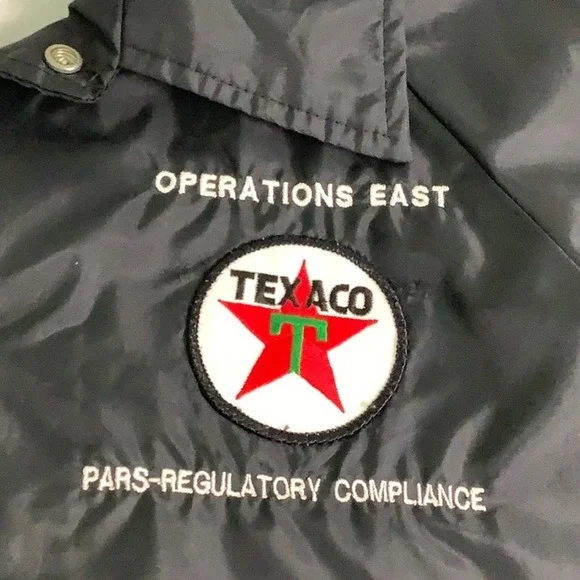 OPERATIONS EAST
TEXACO
T
PARS-REGULATORY COMPLIANCE